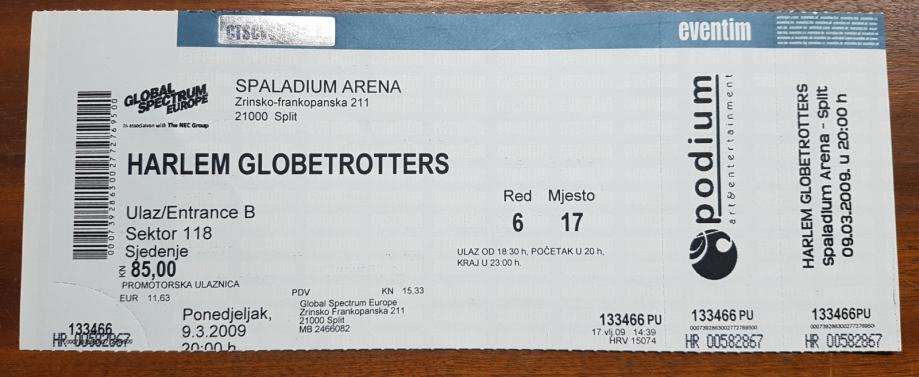 eventim
GLOBAL
SPECTRUM
EUROPE
In association with The NEC Group
SPALADIUM ARENA
Zrinsko-frankopanska 211
21000 Split
HARLEM GLOBETROTTERS
Ulaz/Entrance B
Sektor 118
Sjedenje
KN 85,00
PROMOTORSKA ULAZNICA
EUR 11,63
Red Mjesto
6 17
ULAZ OD 18:30 h, POČETAK U 20 h,
KRAJ U 23:00 h.
PDV KN 15,33
Global Spectrum Europe
Zrinsko Frankopanska 211
21000 Split
MB 2466082
Ponedjeljak,
9.3.2009
20:00 h
133466
HR 00582867
133466 PU
17.vlj.09 14:39
HRV 15074
podium
art&entertainment
133466 PU
HR 00582867
HARLEM GLOBETROTTERS
Spaladium Arena - Split
09.03.2009. u 20:00 h
133466PU
HR 00582867